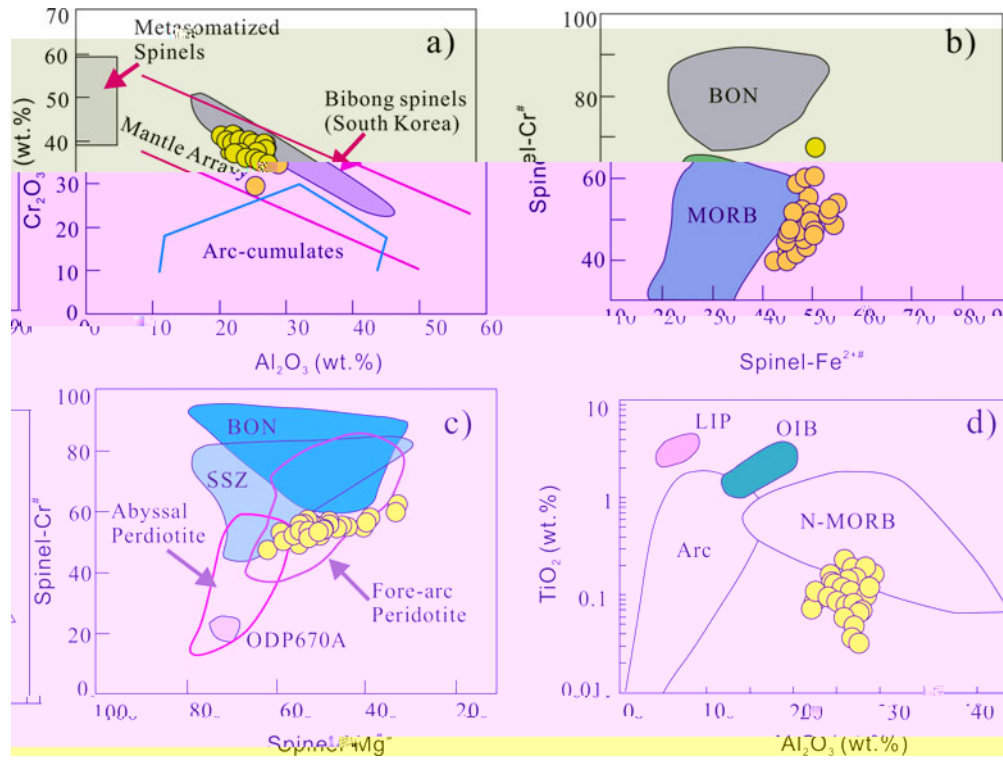 70
60
50
40
30
20
10
0
Cr₂O₃ (wt.%)
a)
Metasomatized
Spinels
Bibong spinels
(South Korea)
Mantle Array
Arc-cumulates
0 10 20 30 40 50 60
Al₂O₃ (wt.%)
100
80
60
40
b)
BON
MORB
10 20 30 40 50 60 70 80 90
Spinel-Fe²⁺#
100
80
60
40
20
0
Spinel-Cr#
c)
BON
SSZ
Abyssal
Perdiotite
Fore-arc
Peridotite
ODP670A
100 80 60 40 20
Spinel-Mg#
10
1
0.1
0.01
TiO₂ (wt.%)
d)
LIP
OIB
N-MORB
Arc
0 10 20 30 40
Al₂O₃ (wt.%)